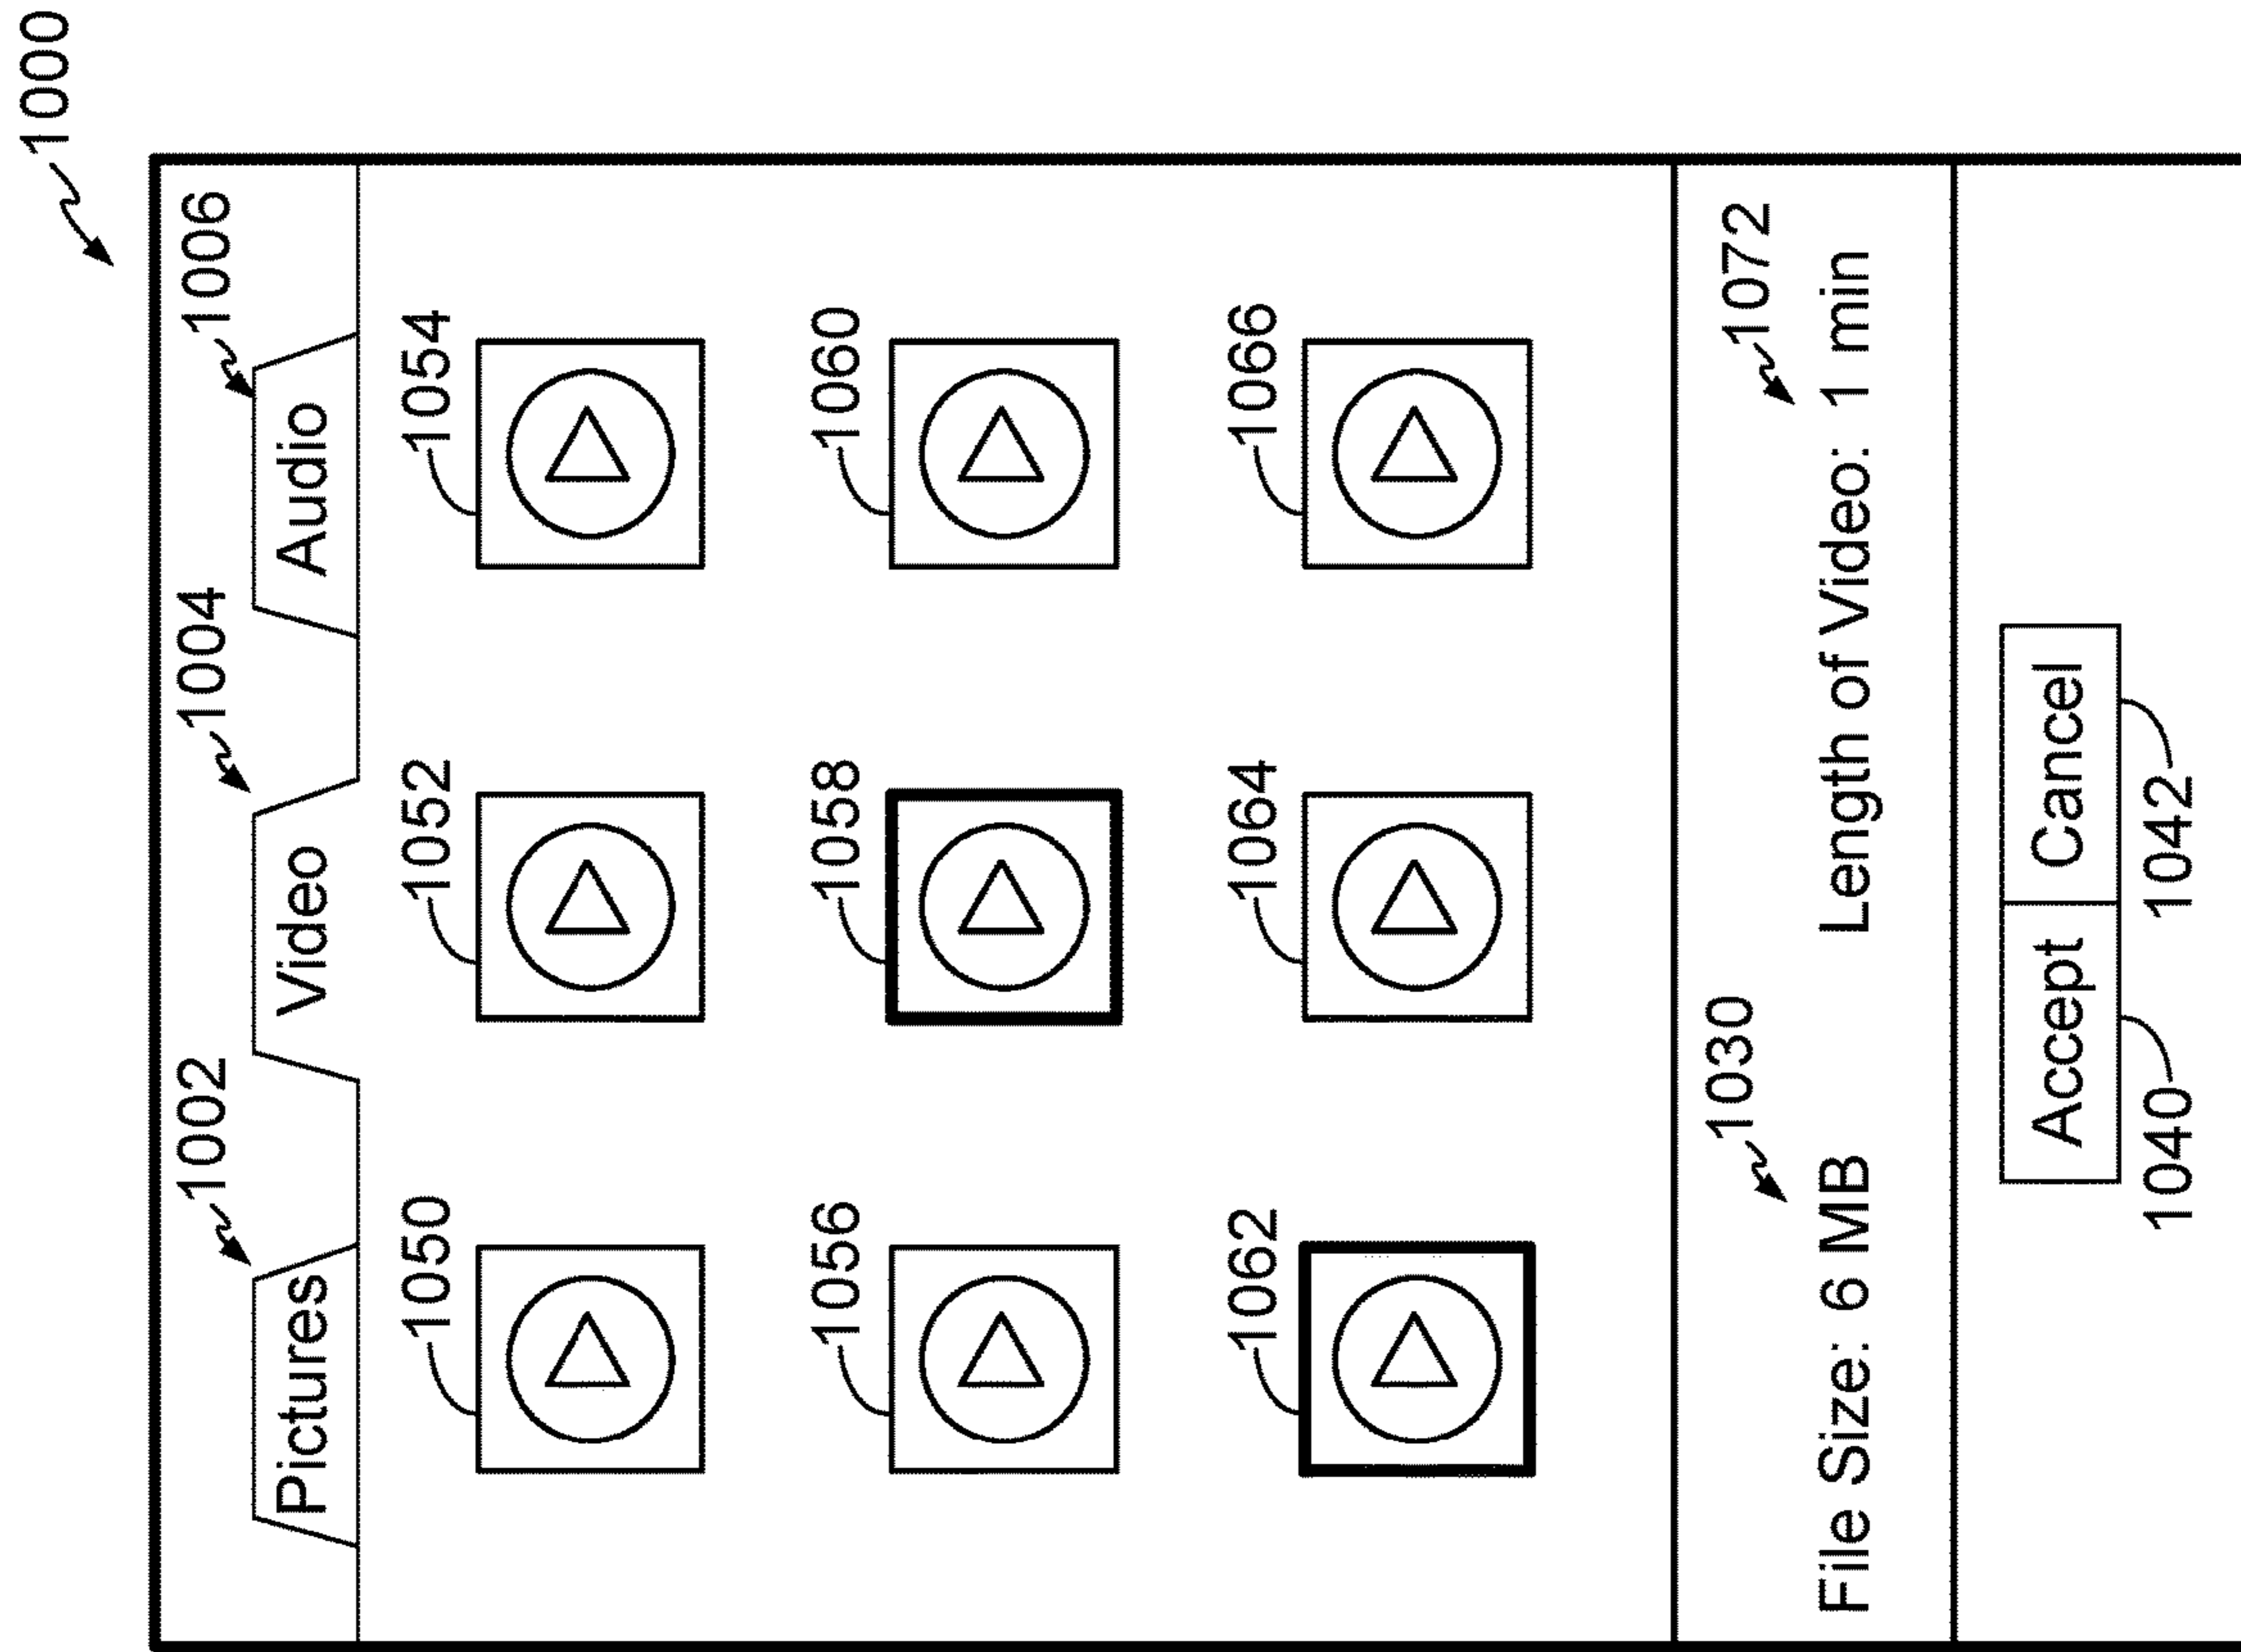 1000
1002 1004 1006
Pictures Video Audio
1050 1052 1054
1056 1058 1060
1062 1064 1066
1030 1072
File Size: 6 MB Length of Video: 1 min
Accept Cancel
1040 1042